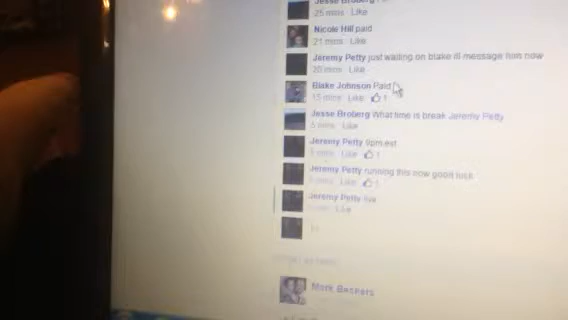 Jesse Broberg
25 mins · Like
Nicole Hill paid
21 mins · Like
Jeremy Petty just waiting on blake ill message him now
20 mins · Like
Blake Johnson Paid
15 mins · Like · 1
Jesse Broberg What time is break Jeremy Petty
5 mins · Like
Jeremy Petty 9pm est
Like · 1
Jeremy Petty running this now good luck
Like · 1
Jeremy Petty live
Like
Mark